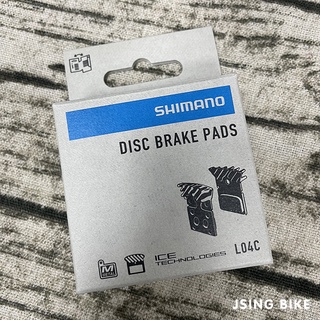 SHIMANO
DISC BRAKE PADS
ICE
TECHNOLOGIES
L04C
JSING BIKE